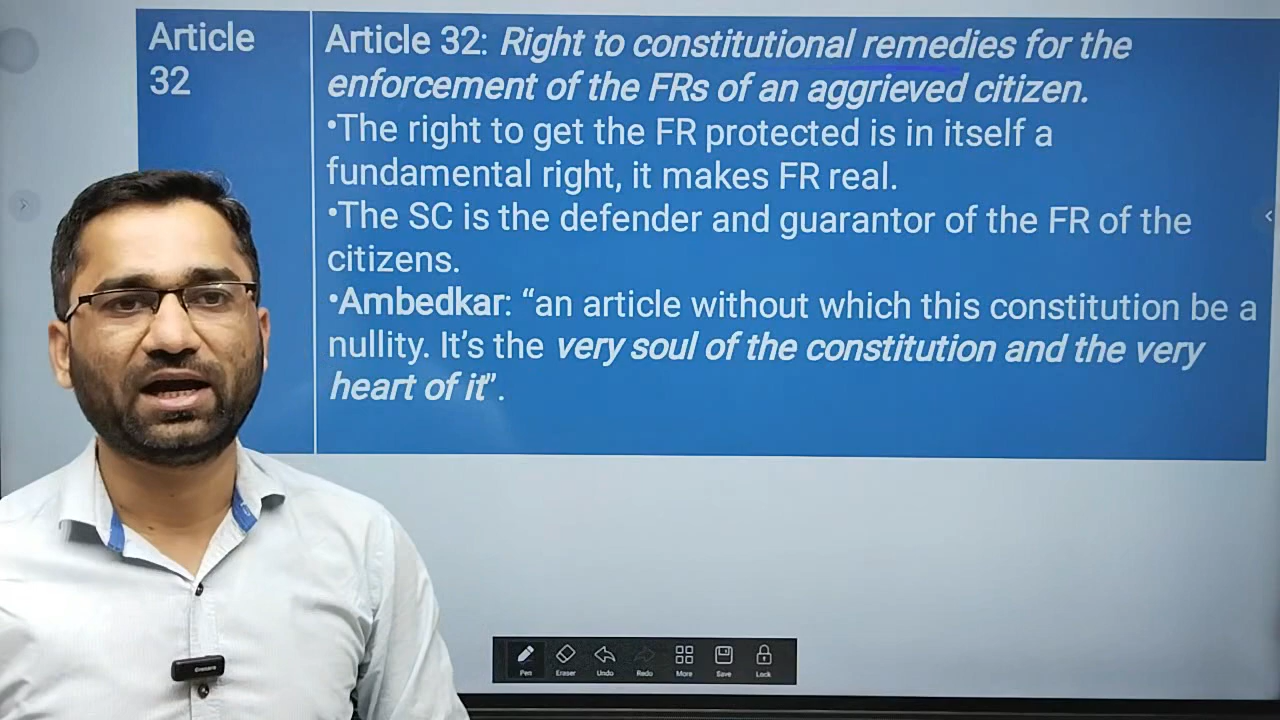 Article
32
Article 32: Right to constitutional remedies for the
enforcement of the FRs of an aggrieved citizen.
•The right to get the FR protected is in itself a
fundamental right, it makes FR real.
•The SC is the defender and guarantor of the FR of the
citizens.
•Ambedkar: “an article without which this constitution be a
nullity. It’s the very soul of the constitution and the very
heart of it”.
Pen Eraser Undo Redo More Save Lock